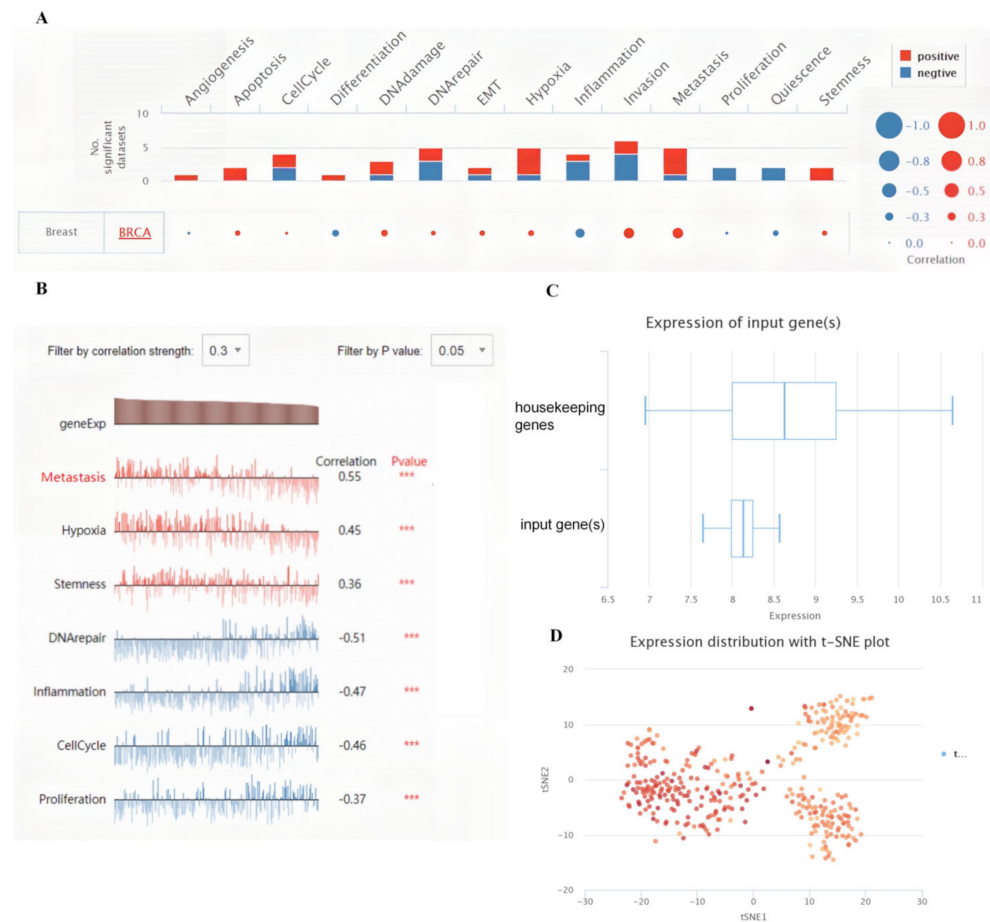 A
Angiogenesis
Apoptosis
CellCycle
Differentiation
DNAdamage
DNArepair
EMT
Hypoxia
Inflammation
Invasion
Metastasis
Proliferation
Quiescence
Stemness
positive
negtive
No. significant datasets
10
5
0
-1.0 1.0
-0.8 0.8
-0.5 0.5
-0.3 0.3
0.0 0.0
Correlation
Breast BRCA
B
Filter by correlation strength: 0.3 Filter by P value: 0.05
geneExp
Correlation Pvalue
Metastasis 0.55 ***
Hypoxia 0.45 ***
Stemness 0.36 ***
DNArepair -0.51 ***
Inflammation -0.47 ***
CellCycle -0.46 ***
Proliferation -0.37 ***
C
Expression of input gene(s)
housekeeping
genes
input gene(s)
6.5 7 7.5 8 8.5 9 9.5 10 10.5 11
Expression
D
Expression distribution with t-SNE plot
20
10
0
-10
-20
tSNE2
-30 -20 -10 0 10 20 30
tSNE1
t...